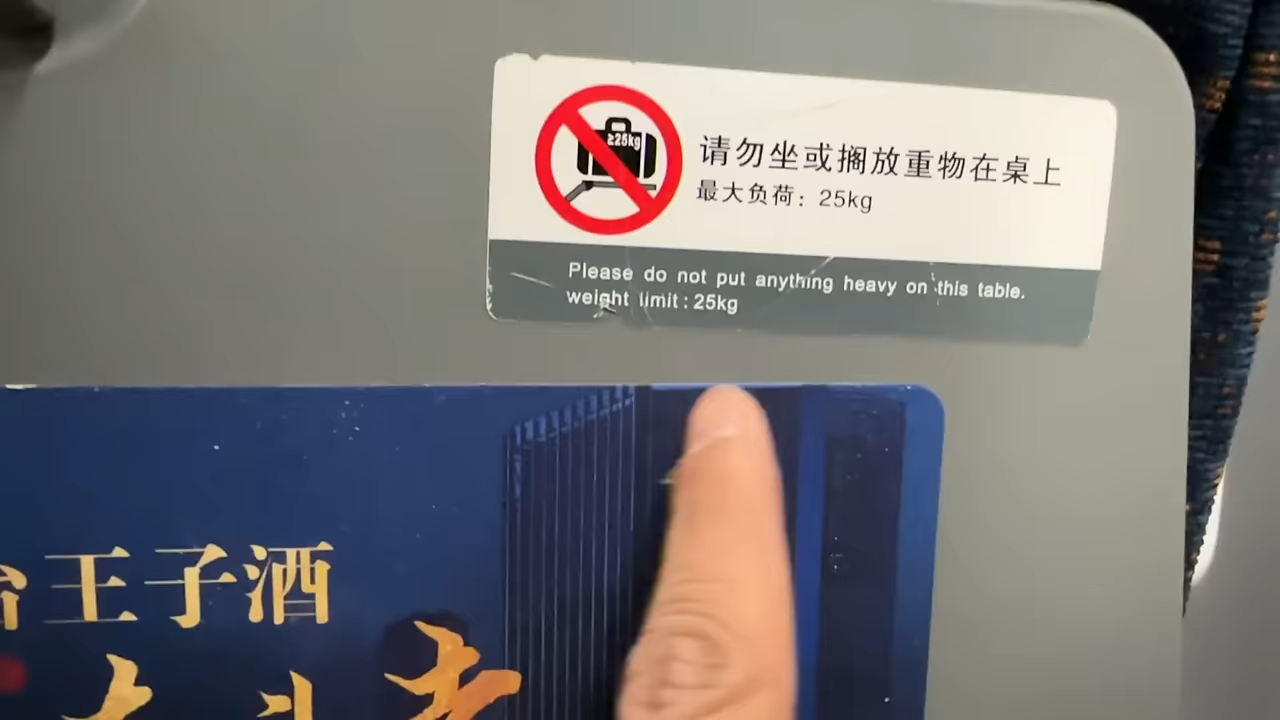 ≥25kg
请勿坐或搁放重物在桌上
最大负荷：25kg
Please do not put anything heavy on this table.
weight limit : 25kg
王子酒